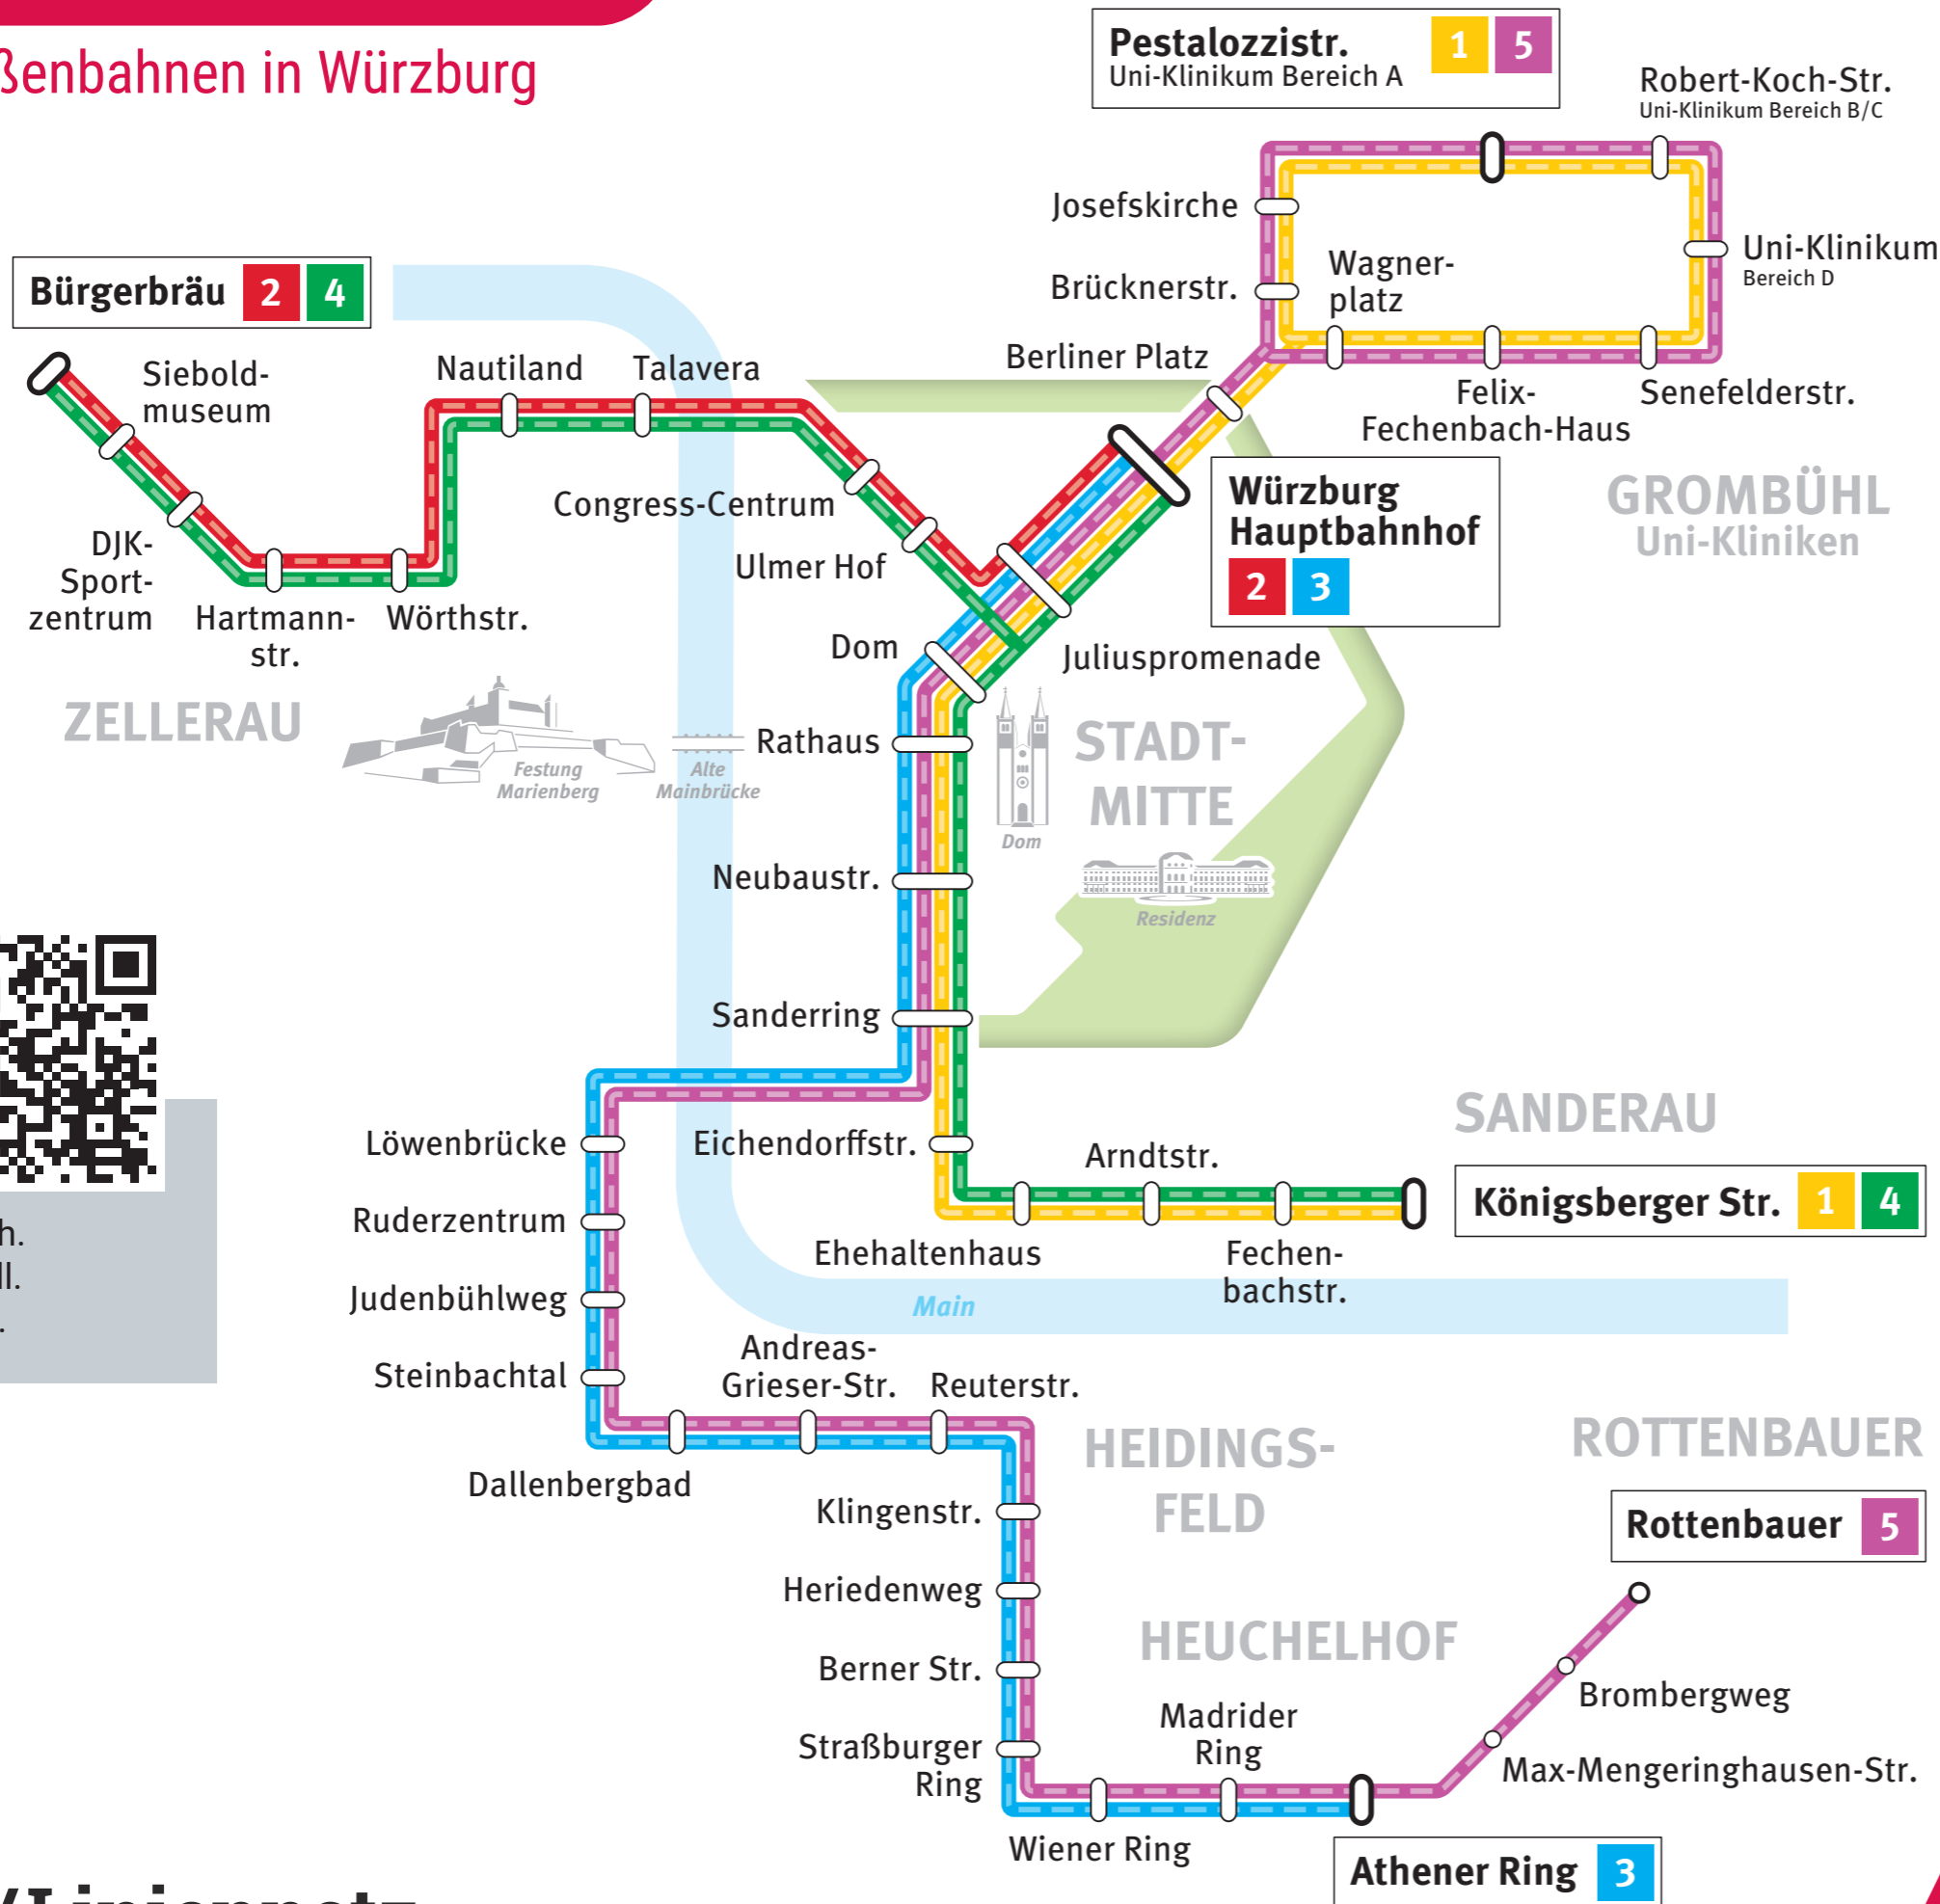 ßenbahnen in Würzburg
Pestalozzistr. 1 5
Uni-Klinikum Bereich A
Robert-Koch-Str.
Uni-Klinikum Bereich B/C
Josefskirche
Uni-Klinikum
Bereich D
Brücknerstr.
Wagner-
platz
Bürgerbräu 2 4
Berliner Platz
Siebold-
museum
Nautiland
Talavera
Felix-
Fechenbach-Haus
Senefelderstr.
Congress-Centrum
Würzburg
Hauptbahnhof
2 3
GROMBÜHL
Uni-Kliniken
DJK-
Sport-
zentrum
Ulmer Hof
Hartmann-
str.
Wörthstr.
Dom
Juliuspromenade
ZELLERAU
Festung
Marienberg
Alte
Mainbrücke
Rathaus
STADT-
MITTE
Dom
Neubaustr.
Residenz
Sanderring
SANDERAU
Löwenbrücke
Eichendorffstr.
Arndtstr.
Königsberger Str. 1 4
Ruderzentrum
Ehehaltenhaus
Fechen-
bachstr.
h.
ll.
.
Judenbühlweg
Main
Steinbachtal
Andreas-
Grieser-Str.
Reuterstr.
HEIDINGS-
FELD
ROTTENBAUER
Dallenbergbad
Klingenstr.
Rottenbauer 5
Heriedenweg
HEUCHELHOF
Berner Str.
Brombergweg
Madrider
Ring
Straßburger
Ring
Max-Mengeringhausen-Str.
Wiener Ring
Athener Ring 3